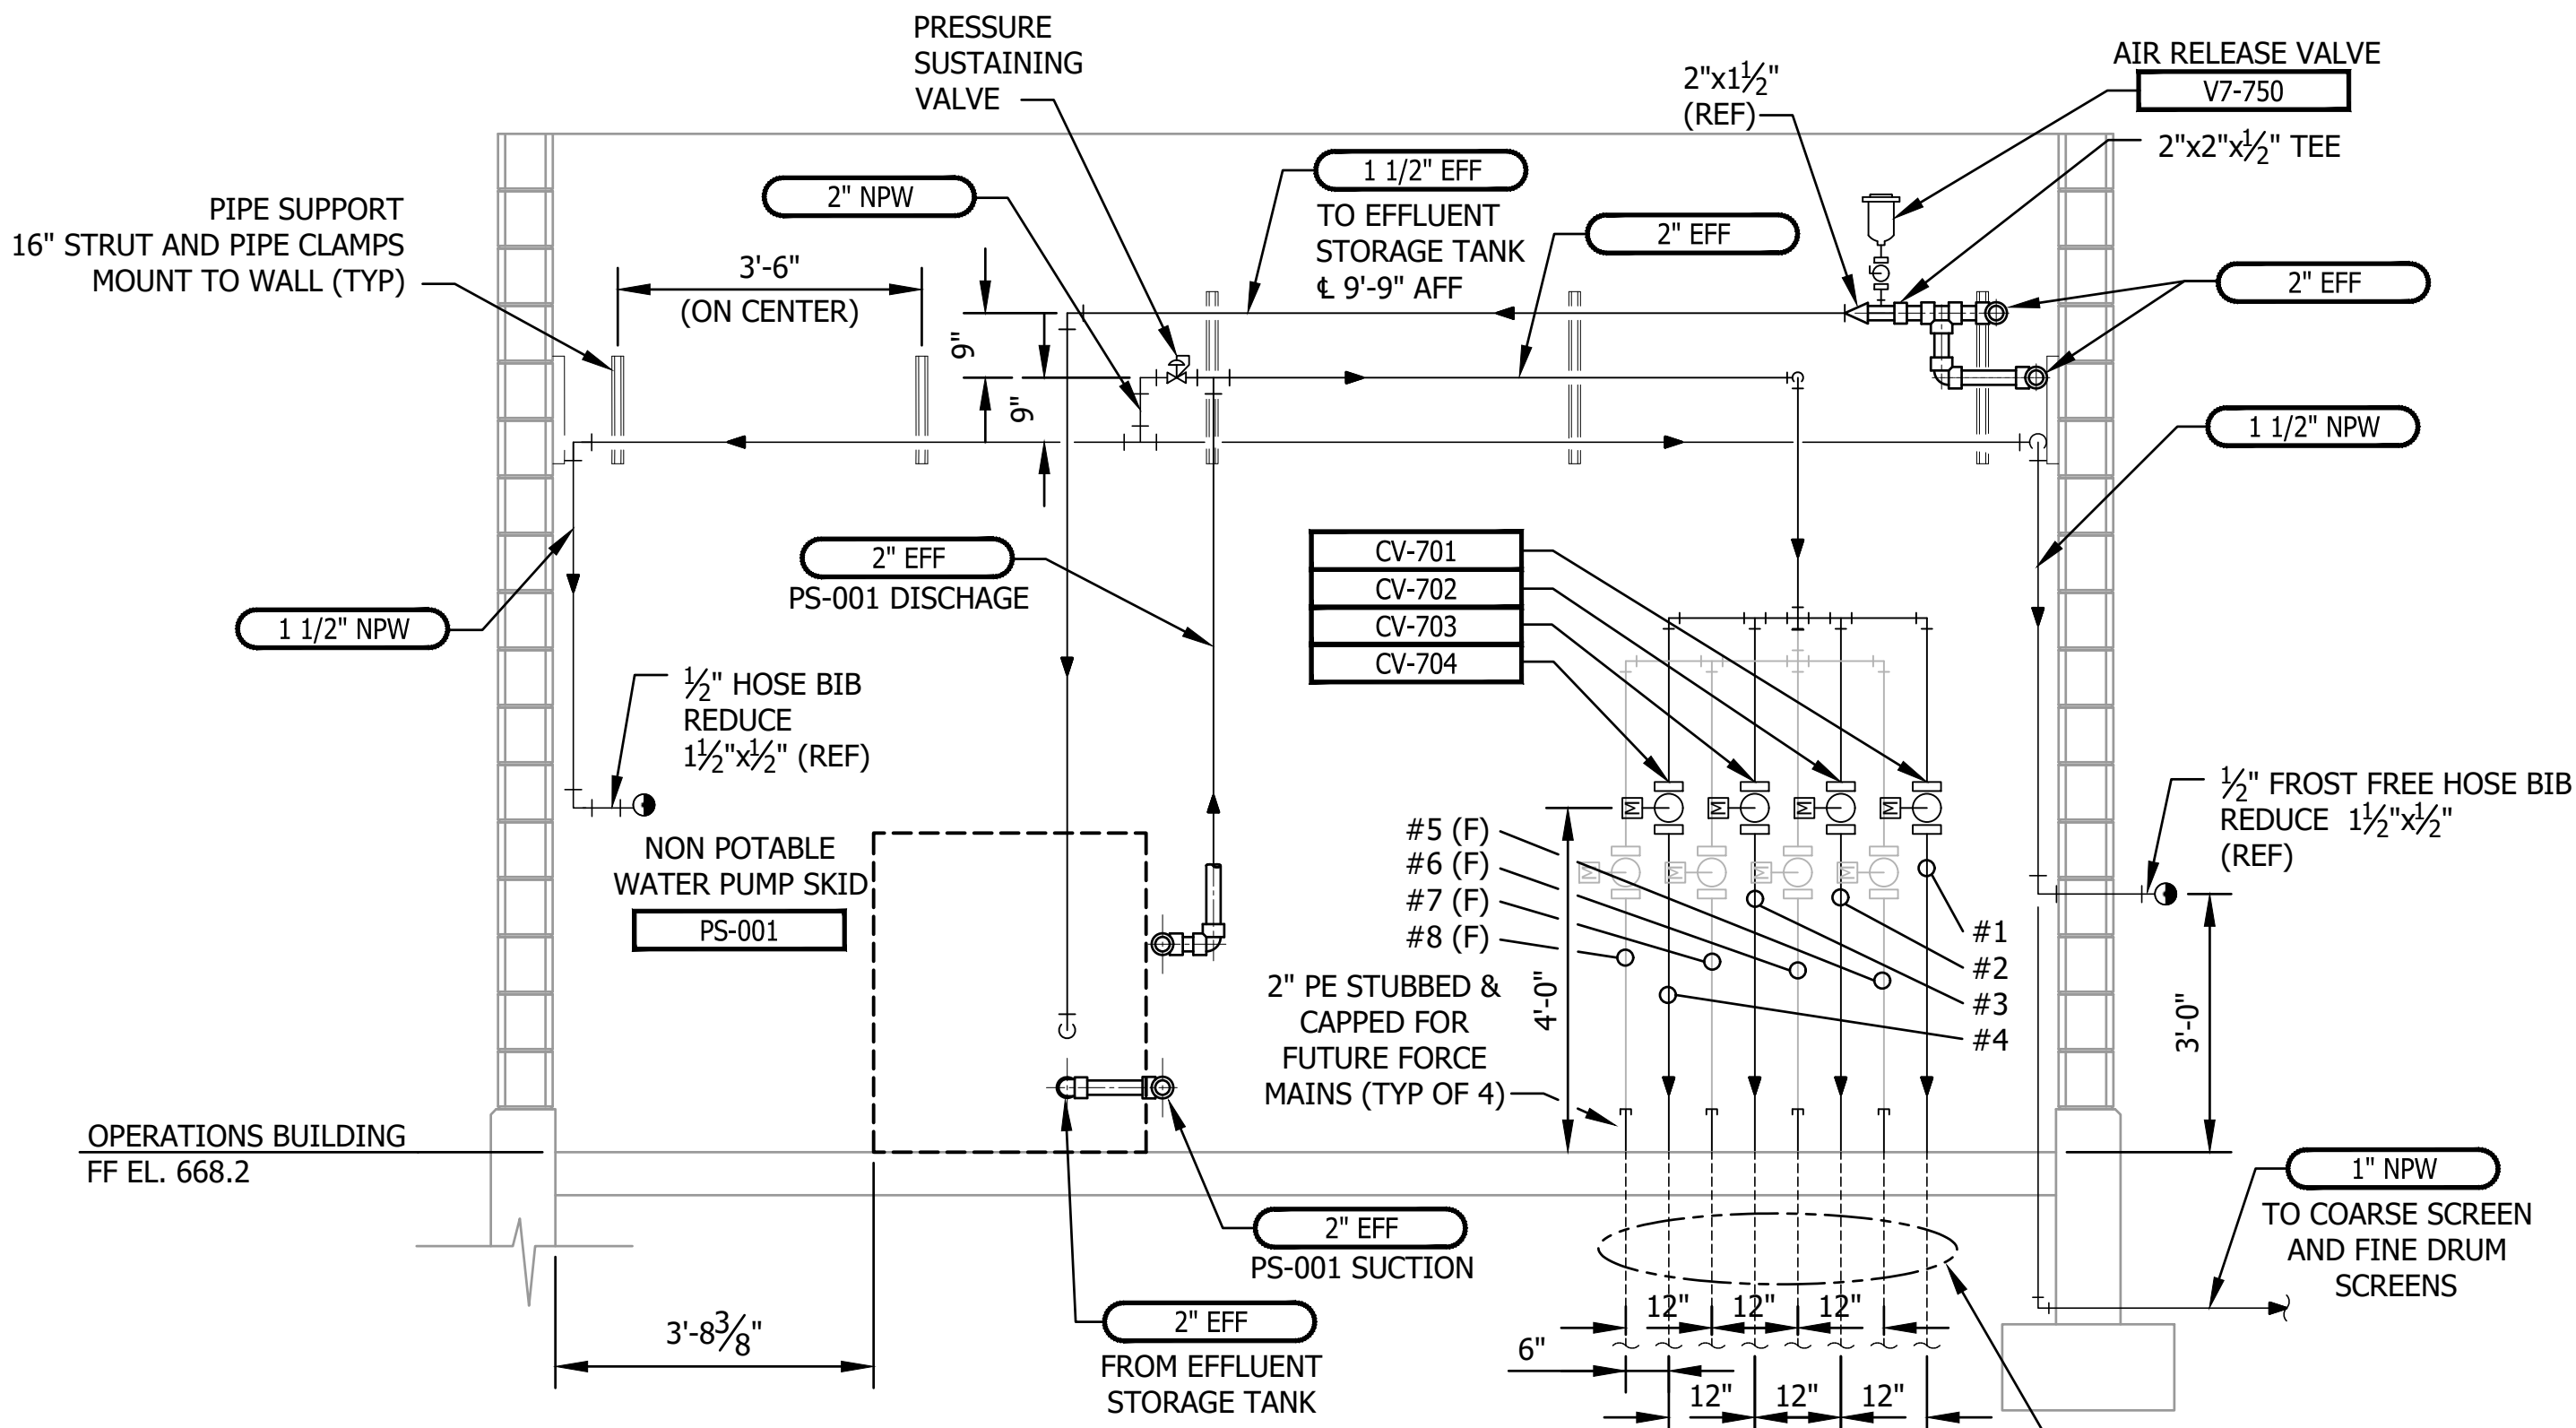 PRESSURE
SUSTAINING
VALVE
AIR RELEASE VALVE
V7-750
2"x1½"
(REF)
2"x2"x½" TEE
1 1/2" EFF
TO EFFLUENT
STORAGE TANK
℄ 9'-9" AFF
2" NPW
2" EFF
PIPE SUPPORT
16" STRUT AND PIPE CLAMPS
MOUNT TO WALL (TYP)
3'-6"
(ON CENTER)
2" EFF
9"
9"
1 1/2" NPW
CV-701
CV-702
CV-703
CV-704
2" EFF
PS-001 DISCHAGE
1 1/2" NPW
½" HOSE BIB
REDUCE
1½"x½" (REF)
½" FROST FREE HOSE BIB
REDUCE 1½"x½"
(REF)
M
M
M
M
M
M
M
M
NON POTABLE
WATER PUMP SKID
PS-001
#5 (F)
#6 (F)
#7 (F)
#8 (F)
#1
#2
#3
#4
2" PE STUBBED &
CAPPED FOR
FUTURE FORCE
MAINS (TYP OF 4)
4'-0"
3'-0"
OPERATIONS BUILDING
FF EL. 668.2
1" NPW
TO COARSE SCREEN
AND FINE DRUM
SCREENS
2" EFF
PS-001 SUCTION
2" EFF
FROM EFFLUENT
STORAGE TANK
3'-8⅜"
12"
12"
12"
6"
12"
12"
12"